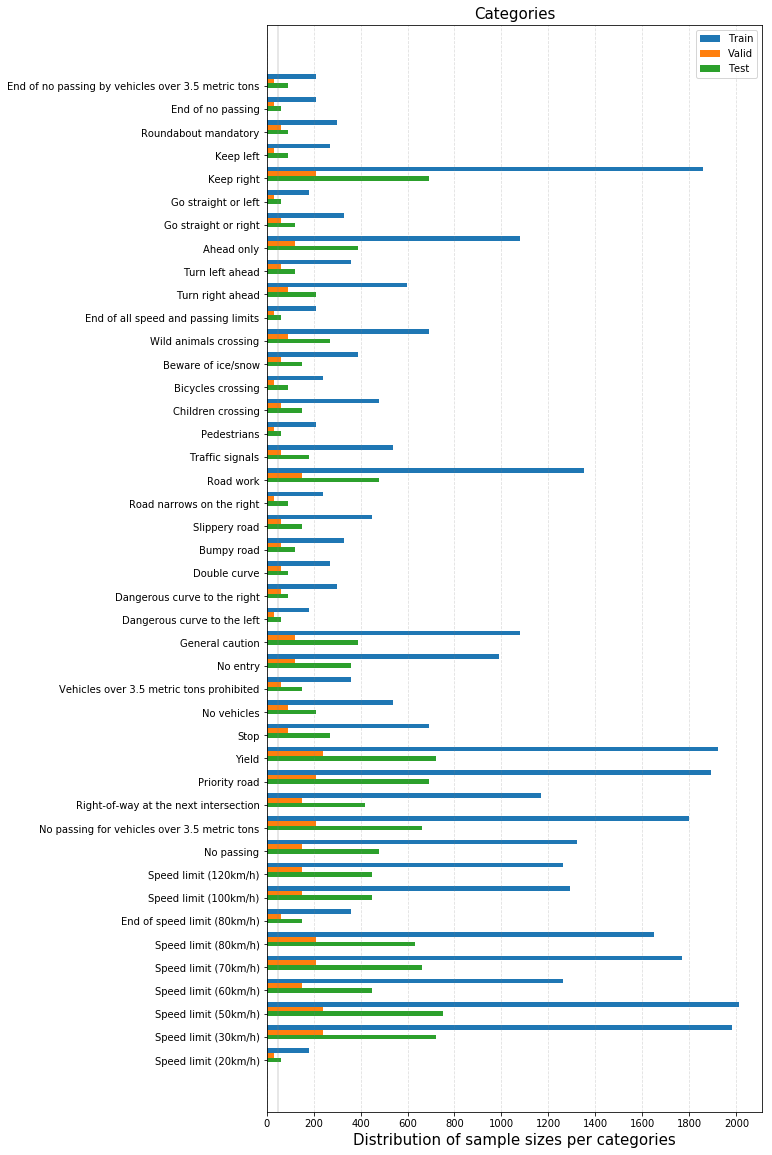 Categories
Train
Valid
Test
End of no passing by vehicles over 3.5 metric tons
End of no passing
Roundabout mandatory
Keep left
Keep right
Go straight or left
Go straight or right
Ahead only
Turn left ahead
Turn right ahead
End of all speed and passing limits
Wild animals crossing
Beware of ice/snow
Bicycles crossing
Children crossing
Pedestrians
Traffic signals
Road work
Road narrows on the right
Slippery road
Bumpy road
Double curve
Dangerous curve to the right
Dangerous curve to the left
General caution
No entry
Vehicles over 3.5 metric tons prohibited
No vehicles
Stop
Yield
Priority road
Right-of-way at the next intersection
No passing for vehicles over 3.5 metric tons
No passing
Speed limit (120km/h)
Speed limit (100km/h)
End of speed limit (80km/h)
Speed limit (80km/h)
Speed limit (70km/h)
Speed limit (60km/h)
Speed limit (50km/h)
Speed limit (30km/h)
Speed limit (20km/h)
0 200 400 600 800 1000 1200 1400 1600 1800 2000
Distribution of sample sizes per categories